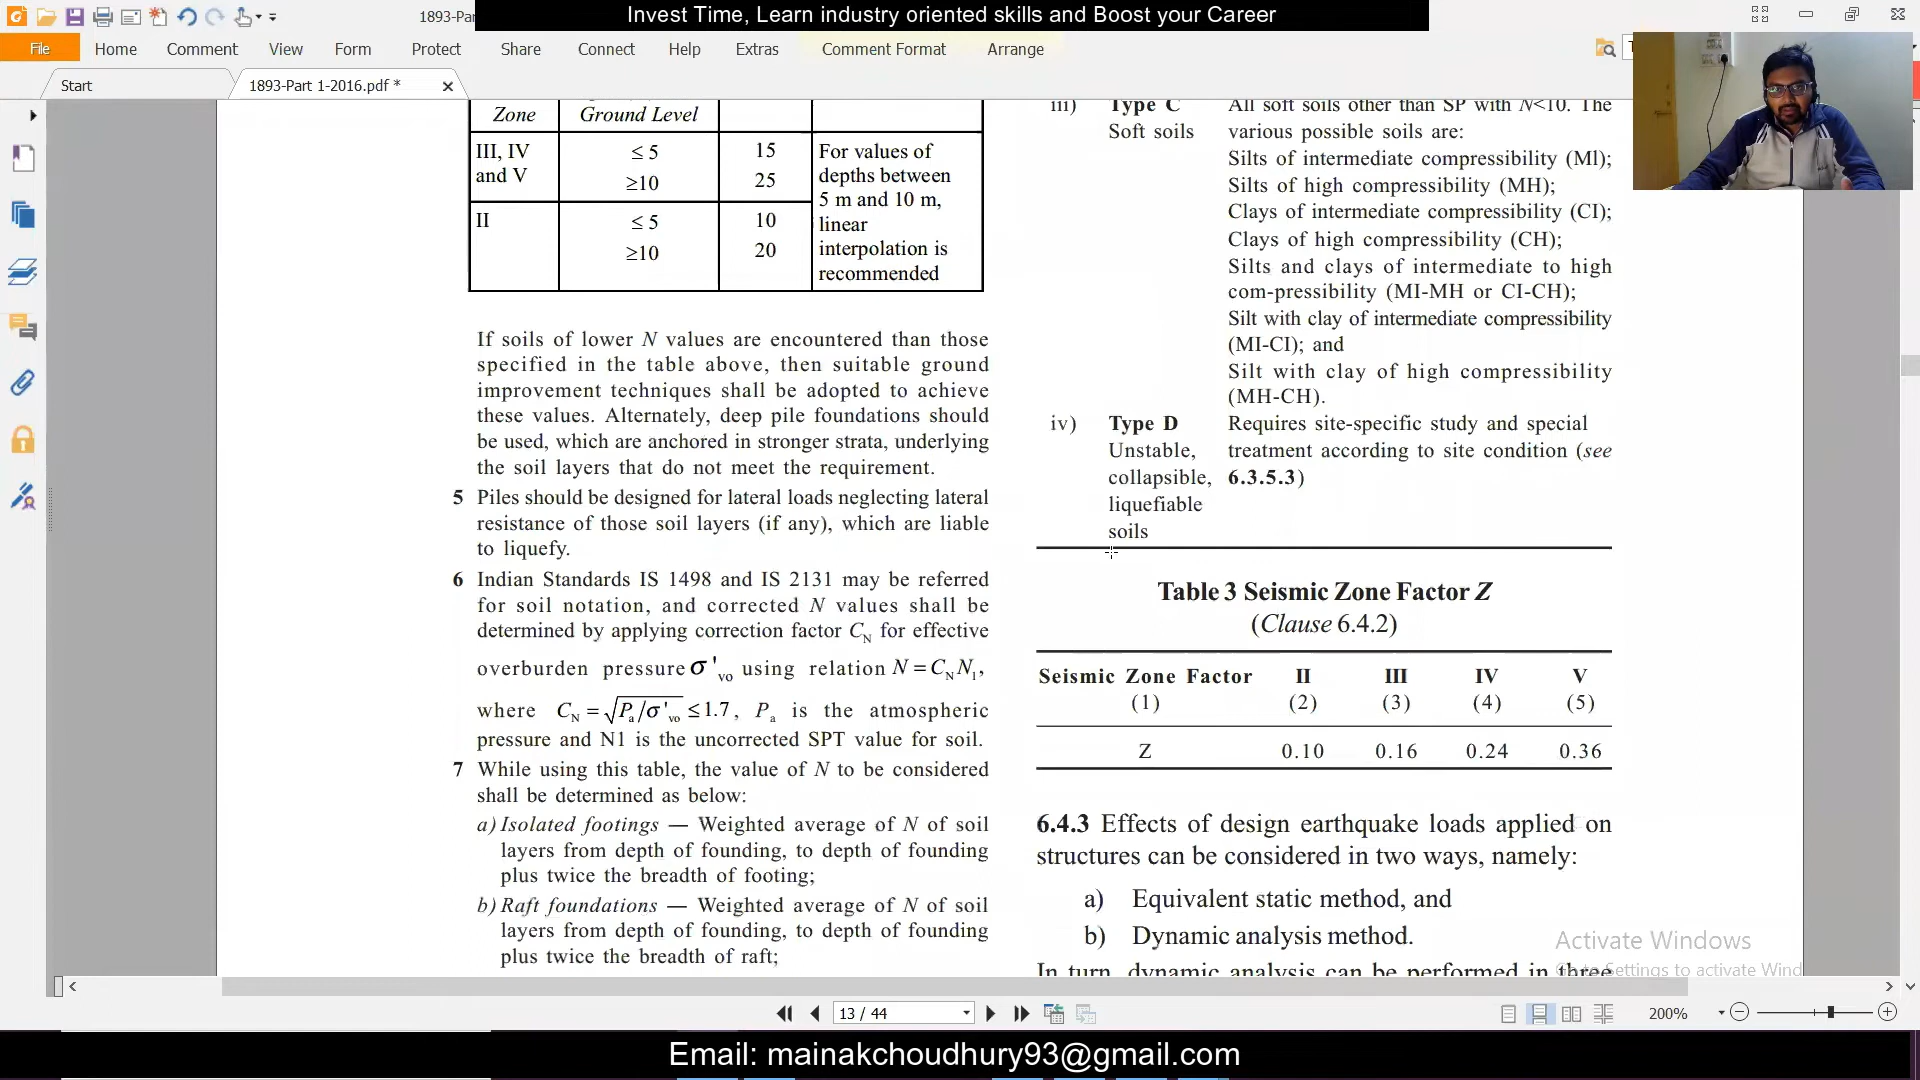 Invest Time, Learn industry oriented skills and Boost your Career
1893-Par
File Home Comment View Form Protect Share Connect Help Extras Comment Format Arrange
Start
1893-Part 1-2016.pdf *
Zone Ground Level
III, IV and V
≤ 5 15
≥10 25
II
≤ 5 10
≥10 20
For values of
depths between
5 m and 10 m,
linear
interpolation is
recommended
If soils of lower N values are encountered than those
specified in the table above, then suitable ground
improvement techniques shall be adopted to achieve
these values. Alternately, deep pile foundations should
be used, which are anchored in stronger strata, underlying
the soil layers that do not meet the requirement.
5 Piles should be designed for lateral loads neglecting lateral
resistance of those soil layers (if any), which are liable
to liquefy.
6 Indian Standards IS 1498 and IS 2131 may be referred
for soil notation, and corrected N values shall be
determined by applying correction factor C_N for effective
overburden pressure σ'_vo using relation N = C_N N_1,
where C_N = √(P_a/σ'_vo) ≤ 1.7, P_a is the atmospheric
pressure and N1 is the uncorrected SPT value for soil.
7 While using this table, the value of N to be considered
shall be determined as below:
a) Isolated footings — Weighted average of N of soil
layers from depth of founding, to depth of founding
plus twice the breadth of footing;
b) Raft foundations — Weighted average of N of soil
layers from depth of founding, to depth of founding
plus twice the breadth of raft;
iii) Type C
Soft soils
All soft soils other than SP with N<10. The
various possible soils are:
Silts of intermediate compressibility (Ml);
Silts of high compressibility (MH);
Clays of intermediate compressibility (CI);
Clays of high compressibility (CH);
Silts and clays of intermediate to high
com-pressibility (MI-MH or CI-CH);
Silt with clay of intermediate compressibility
(MI-CI); and
Silt with clay of high compressibility
(MH-CH).
iv) Type D
Unstable,
collapsible,
liquefiable
soils
Requires site-specific study and special
treatment according to site condition (see
6.3.5.3)
Table 3 Seismic Zone Factor Z
(Clause 6.4.2)
Seismic Zone Factor II III IV V
(1) (2) (3) (4) (5)
Z 0.10 0.16 0.24 0.36
6.4.3 Effects of design earthquake loads applied on
structures can be considered in two ways, namely:
a) Equivalent static method, and
b) Dynamic analysis method.
In turn, dynamic analysis can be performed in three
Activate Windows
Go to Settings to activate Wind
13 / 44
200%
Email: mainakchoudhury93@gmail.com